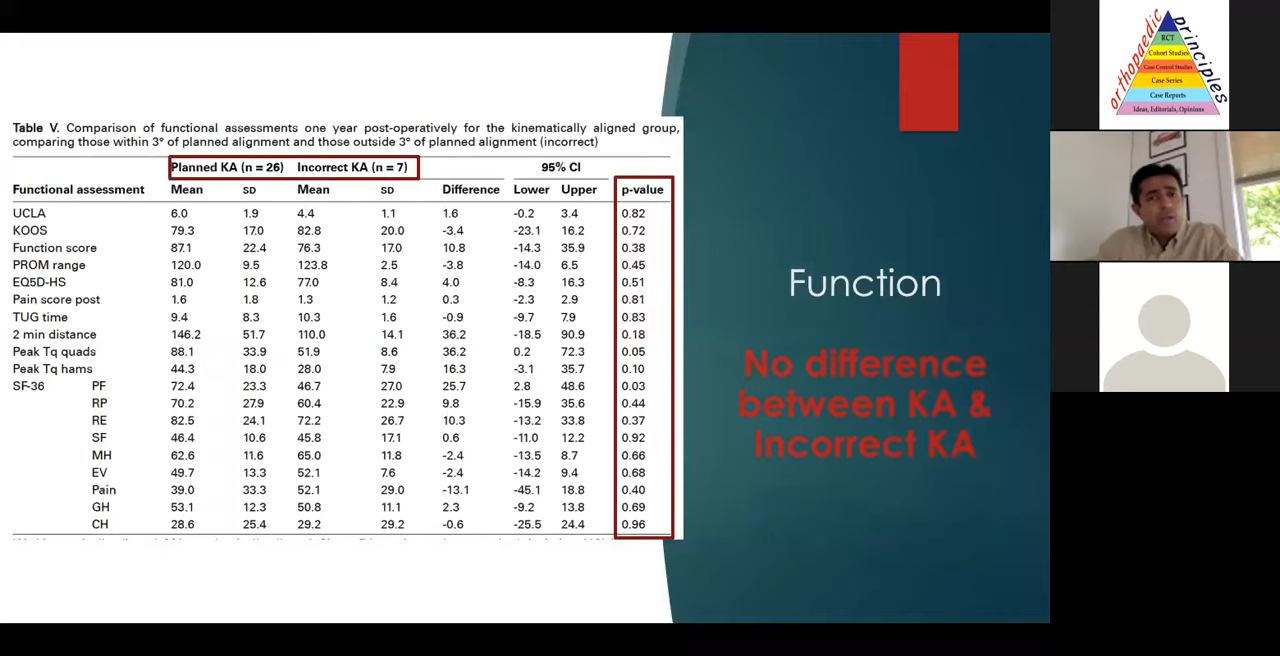 Table V. Comparison of functional assessments one year post-operatively for the kinematically aligned group,
comparing those within 3° of planned alignment and those outside 3° of planned alignment (incorrect)
Planned KA (n = 26) Incorrect KA (n = 7) 95% CI
Functional assessment Mean SD Mean SD Difference Lower Upper p-value
UCLA 6.0 1.9 4.4 1.1 1.6 -0.2 3.4 0.82
KOOS 79.3 17.0 82.8 20.0 -3.4 -23.1 16.2 0.72
Function score 87.1 22.4 76.3 17.0 10.8 -14.3 35.9 0.38
PROM range 120.0 9.5 123.8 2.5 -3.8 -14.0 6.5 0.45
EQ5D-HS 81.0 12.6 77.0 8.4 4.0 -8.3 16.3 0.51
Pain score post 1.6 1.8 1.3 1.2 0.3 -2.3 2.9 0.81
TUG time 9.4 8.3 10.3 1.6 -0.9 -9.7 7.9 0.83
2 min distance 146.2 51.7 110.0 14.1 36.2 -18.5 90.9 0.18
Peak Tq quads 88.1 33.9 51.9 8.6 36.2 0.2 72.3 0.05
Peak Tq hams 44.3 18.0 28.0 7.9 16.3 -3.1 35.7 0.10
SF-36 PF 72.4 23.3 46.7 27.0 25.7 2.8 48.6 0.03
RP 70.2 27.9 60.4 22.9 9.8 -15.9 35.6 0.44
RE 82.5 24.1 72.2 26.7 10.3 -13.2 33.8 0.37
SF 46.4 10.6 45.8 17.1 0.6 -11.0 12.2 0.92
MH 62.6 11.6 65.0 11.8 -2.4 -13.5 8.7 0.66
EV 49.7 13.3 52.1 7.6 -2.4 -14.2 9.4 0.68
Pain 39.0 33.3 52.1 29.0 -13.1 -45.1 18.8 0.40
GH 53.1 12.3 50.8 11.1 2.3 -9.2 13.8 0.69
CH 28.6 25.4 29.2 29.2 -0.6 -25.5 24.4 0.96
Function
No difference
between KA &
Incorrect KA
orthopaedic
principles
RCT
Cohort Studies
Case Control Studies
Case Series
Case Reports
Ideas, Editorials, Opinions